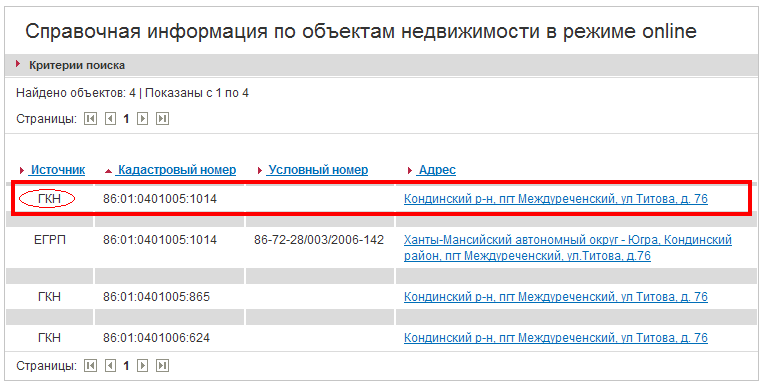 Справочная информация по объектам недвижимости в режиме online
Критерии поиска
Найдено объектов: 4 | Показаны с 1 по 4
Страницы: 1
Источник Кадастровый номер Условный номер Адрес
ГКН 86:01:0401005:1014 Кондинский р-н, пгт Междуреченский, ул Титова, д. 76
ЕГРП 86:01:0401005:1014 86-72-28/003/2006-142 Ханты-Мансийский автономный округ - Югра, Кондинский
район, пгт Междуреченский, ул.Титова, д.76
ГКН 86:01:0401005:865 Кондинский р-н, пгт Междуреченский, ул Титова, д. 76
ГКН 86:01:0401006:624 Кондинский р-н, пгт Междуреченский, ул Титова, д. 76
Страницы: 1